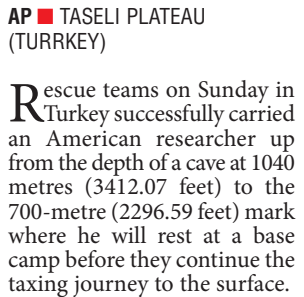 AP ■ TASELI PLATEAU
(TURRKEY)
Rescue teams on Sunday in
Turkey successfully carried
an American researcher up
from the depth of a cave at 1040
metres (3412.07 feet) to the
700-metre (2296.59 feet) mark
where he will rest at a base
camp before they continue the
taxing journey to the surface.